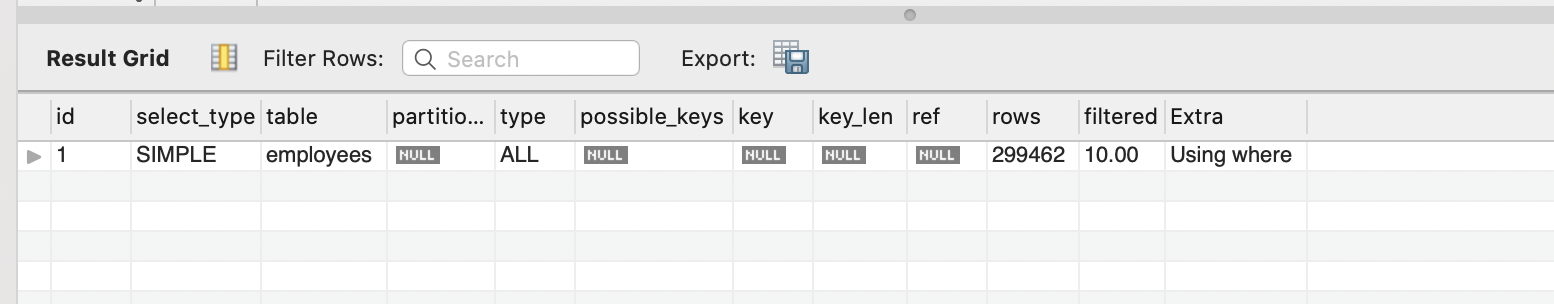 Result Grid Filter Rows: Search Export:
id select_type table partitio... type possible_keys key key_len ref rows filtered Extra
1 SIMPLE employees NULL ALL NULL NULL NULL NULL 299462 10.00 Using where